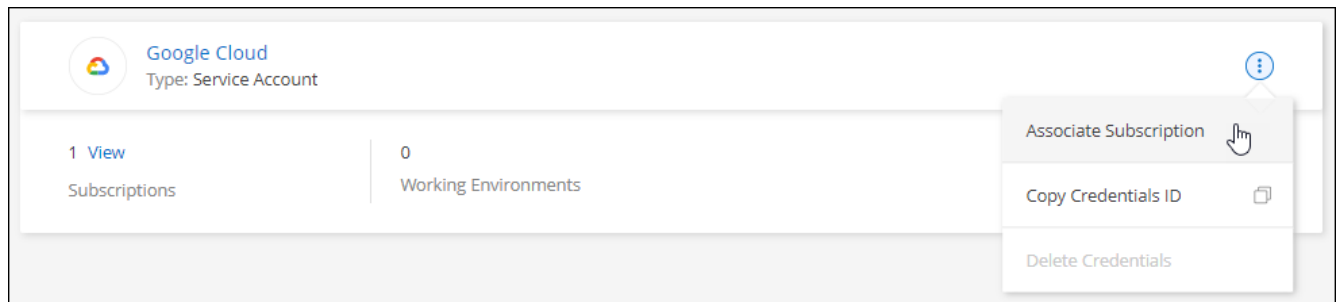 Google Cloud
Type: Service Account
1 View
Subscriptions
0
Working Environments
Associate Subscription
Copy Credentials ID
Delete Credentials